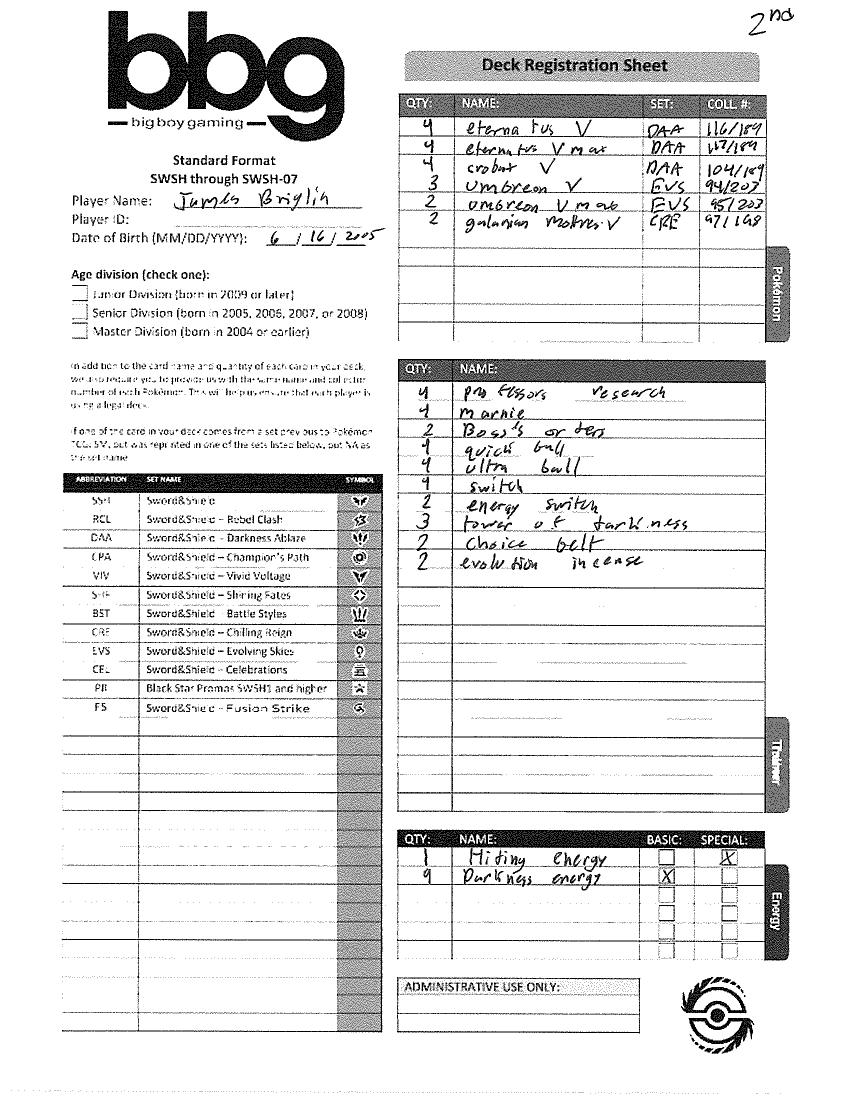 2nd
bbg
big boy gaming
Standard Format
SWSH through SWSH-07
Player Name: James Briglin
Player ID:
Date of Birth (MM/DD/YYYY): 6 / 16 / 2005
Age division (check one):
Junior Division (born in 2009 or later)
Senior Division (born in 2005, 2006, 2007, or 2008)
Master Division (born in 2004 or earlier)
In addition to the card name and quantity of each card in your deck,
we also require you to provide us with the same name and collector
number of each Pokémon. This will help us ensure that each player is
using a legal deck.
If one of the card in your deck comes from a set previous to Pokémon
TCG: SM, but was reprinted in one of the sets listed below, put NA as
the set name
ABBREVIATION SET NAME SYMBOL
SSH Sword&Shield
RCL Sword&Shield – Rebel Clash
DAA Sword&Shield – Darkness Ablaze
CPA Sword&Shield – Champion's Path
VIV Sword&Shield – Vivid Voltage
SHF Sword&Shield – Shining Fates
BST Sword&Shield – Battle Styles
CRE Sword&Shield – Chilling Reign
EVS Sword&Shield – Evolving Skies
CEL Sword&Shield – Celebrations
PR Black Star Promos SWSH1 and higher
FS Sword&Shield – Fusion Strike
Deck Registration Sheet
QTY: NAME: SET: COLL #:
4 eternatus V DAA 116/189
4 eternatus V max DAA 117/189
4 crobat V DAA 104/189
3 umbreon V EVS 94/203
2 umbreon V max EVS 95/203
2 galarian moltres V CRE 97/198
Pokémon
QTY: NAME:
4 professors research
4 marnie
2 Boss's orders
4 quick ball
4 ultra ball
4 switch
2 energy switch
3 tower of darkness
2 choice belt
2 evolution incense
Trainer
QTY: NAME: BASIC: SPECIAL:
1 Hiding energy X
9 Darkness energy X
Energy
ADMINISTRATIVE USE ONLY: